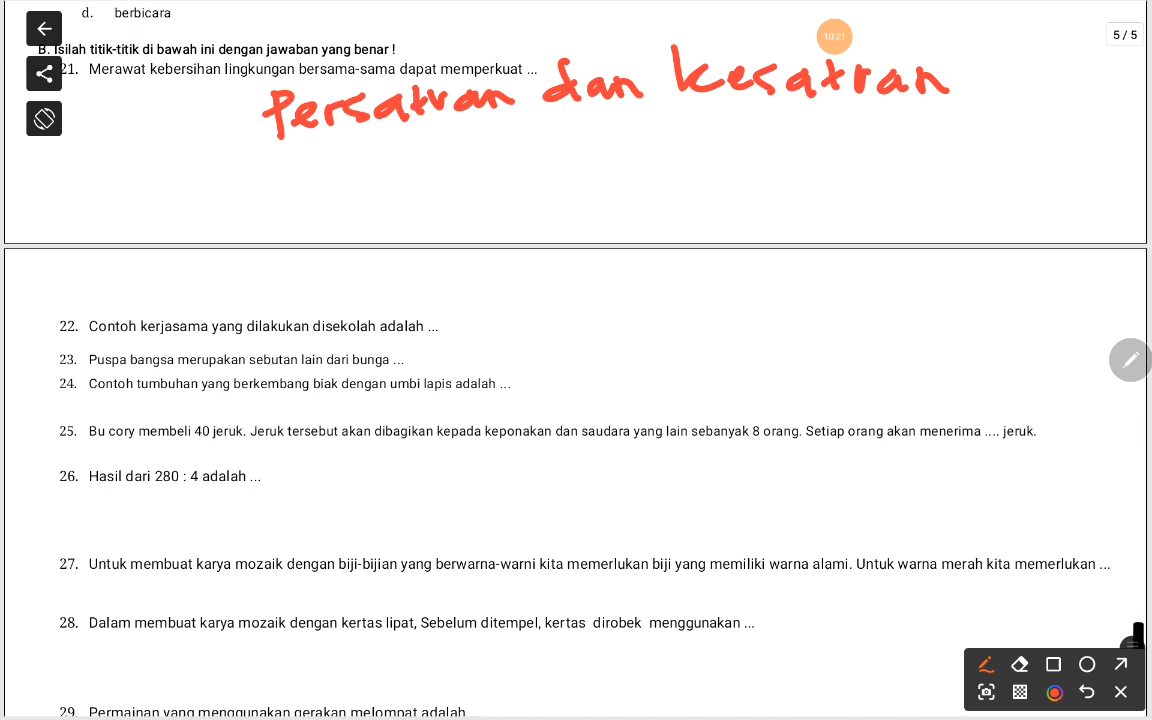 d. berbicara
10:21
5 / 5
B. Isilah titik-titik di bawah ini dengan jawaban yang benar !
21. Merawat kebersihan lingkungan bersama-sama dapat memperkuat ...
Persatuan dan kesatuan
22. Contoh kerjasama yang dilakukan disekolah adalah ...
23. Puspa bangsa merupakan sebutan lain dari bunga ...
24. Contoh tumbuhan yang berkembang biak dengan umbi lapis adalah ...
25. Bu cory membeli 40 jeruk. Jeruk tersebut akan dibagikan kepada keponakan dan saudara yang lain sebanyak 8 orang. Setiap orang akan menerima .... jeruk.
26. Hasil dari 280 : 4 adalah ...
27. Untuk membuat karya mozaik dengan biji-bijian yang berwarna-warni kita memerlukan biji yang memiliki warna alami. Untuk warna merah kita memerlukan ...
28. Dalam membuat karya mozaik dengan kertas lipat, Sebelum ditempel, kertas dirobek menggunakan ...
29. Permainan yang menggunakan gerakan melompat adalah